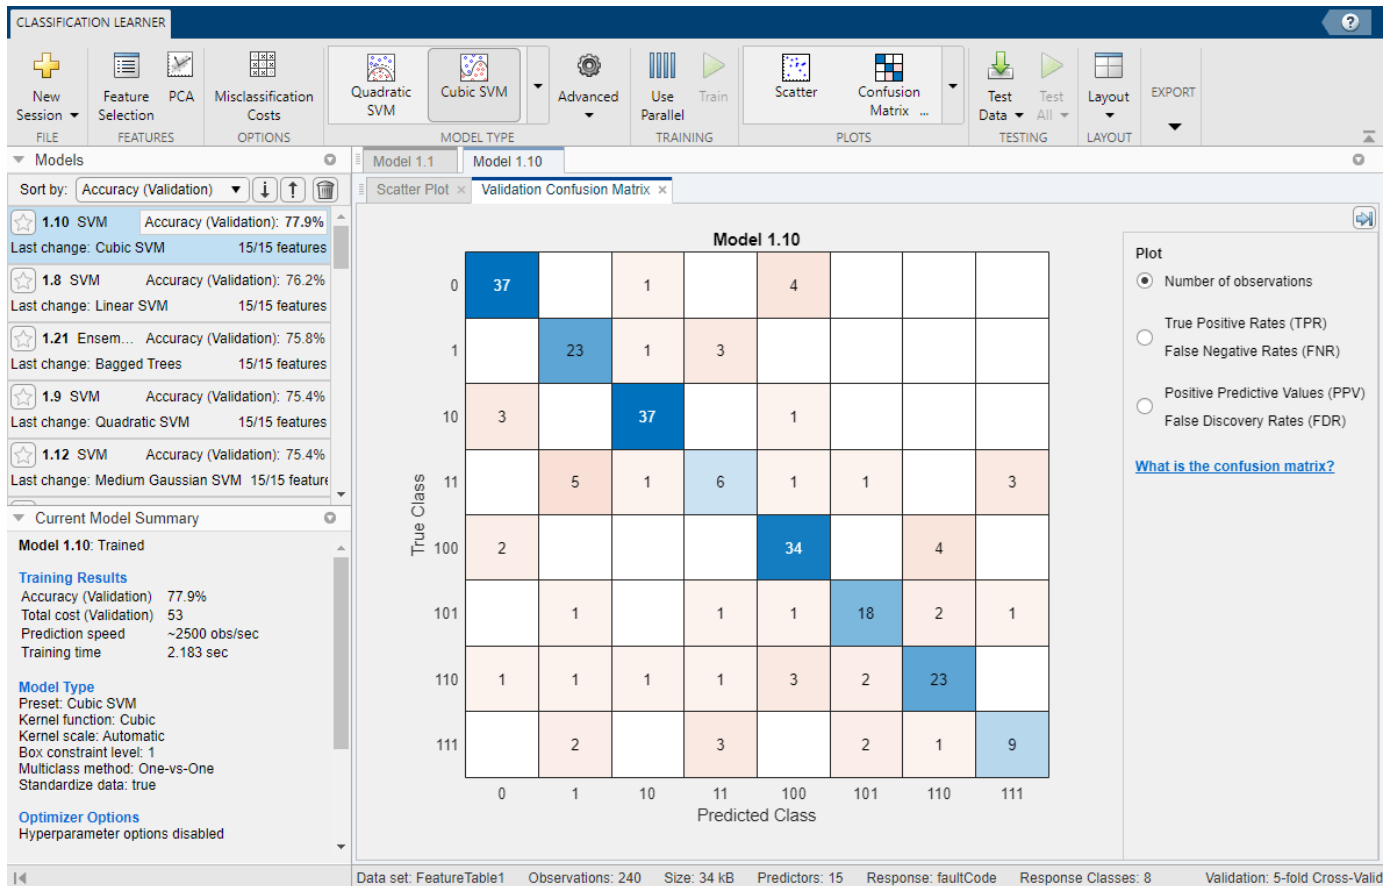 CLASSIFICATION LEARNER
?
New Session
Feature Selection
PCA
Misclassification Costs
Quadratic SVM
Cubic SVM
Advanced
Use Parallel
Train
Scatter
Confusion Matrix ...
Test Data
Test All
Layout
EXPORT
FILE
FEATURES
OPTIONS
MODEL TYPE
TRAINING
PLOTS
TESTING
LAYOUT
Models
Sort by: Accuracy (Validation)
1.10 SVM Accuracy (Validation): 77.9%
Last change: Cubic SVM 15/15 features
1.8 SVM Accuracy (Validation): 76.2%
Last change: Linear SVM 15/15 features
1.21 Ensem... Accuracy (Validation): 75.8%
Last change: Bagged Trees 15/15 features
1.9 SVM Accuracy (Validation): 75.4%
Last change: Quadratic SVM 15/15 features
1.12 SVM Accuracy (Validation): 75.4%
Last change: Medium Gaussian SVM 15/15 feature
Current Model Summary
Model 1.10: Trained
Training Results
Accuracy (Validation) 77.9%
Total cost (Validation) 53
Prediction speed ~2500 obs/sec
Training time 2.183 sec
Model Type
Preset: Cubic SVM
Kernel function: Cubic
Kernel scale: Automatic
Box constraint level: 1
Multiclass method: One-vs-One
Standardize data: true
Optimizer Options
Hyperparameter options disabled
Model 1.1 Model 1.10
Scatter Plot × Validation Confusion Matrix ×
Model 1.10
True Class
0 37 1 4
1 23 1 3
10 3 37 1
11 5 1 6 1 1 3
100 2 34 4
101 1 1 1 18 2 1
110 1 1 1 1 3 2 23
111 2 3 2 1 9
0 1 10 11 100 101 110 111
Predicted Class
Plot
Number of observations
True Positive Rates (TPR)
False Negative Rates (FNR)
Positive Predictive Values (PPV)
False Discovery Rates (FDR)
What is the confusion matrix?
Data set: FeatureTable1 Observations: 240 Size: 34 kB Predictors: 15 Response: faultCode Response Classes: 8 Validation: 5-fold Cross-Valid